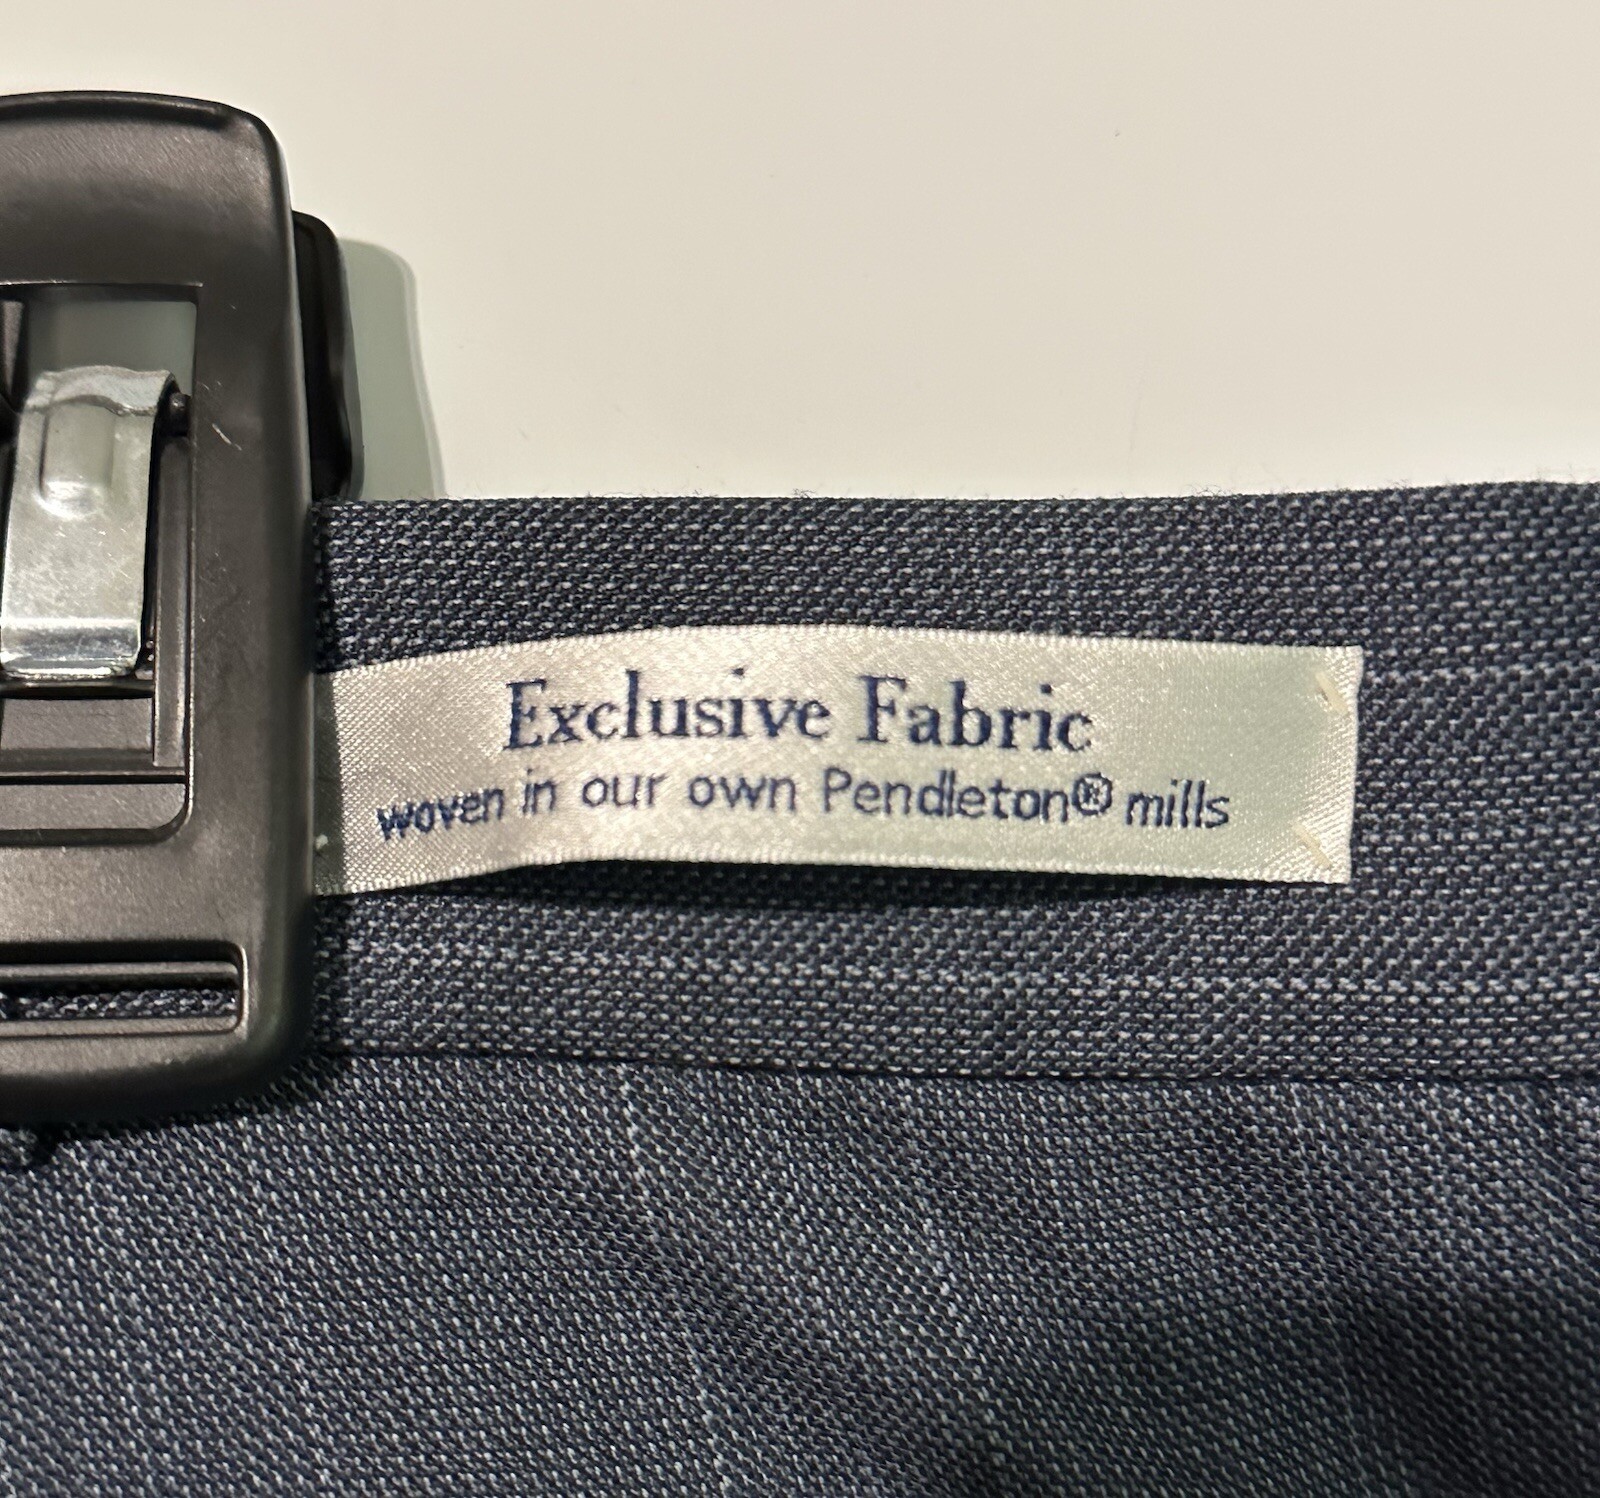 Exclusive Fabric
woven in our own Pendleton® mills